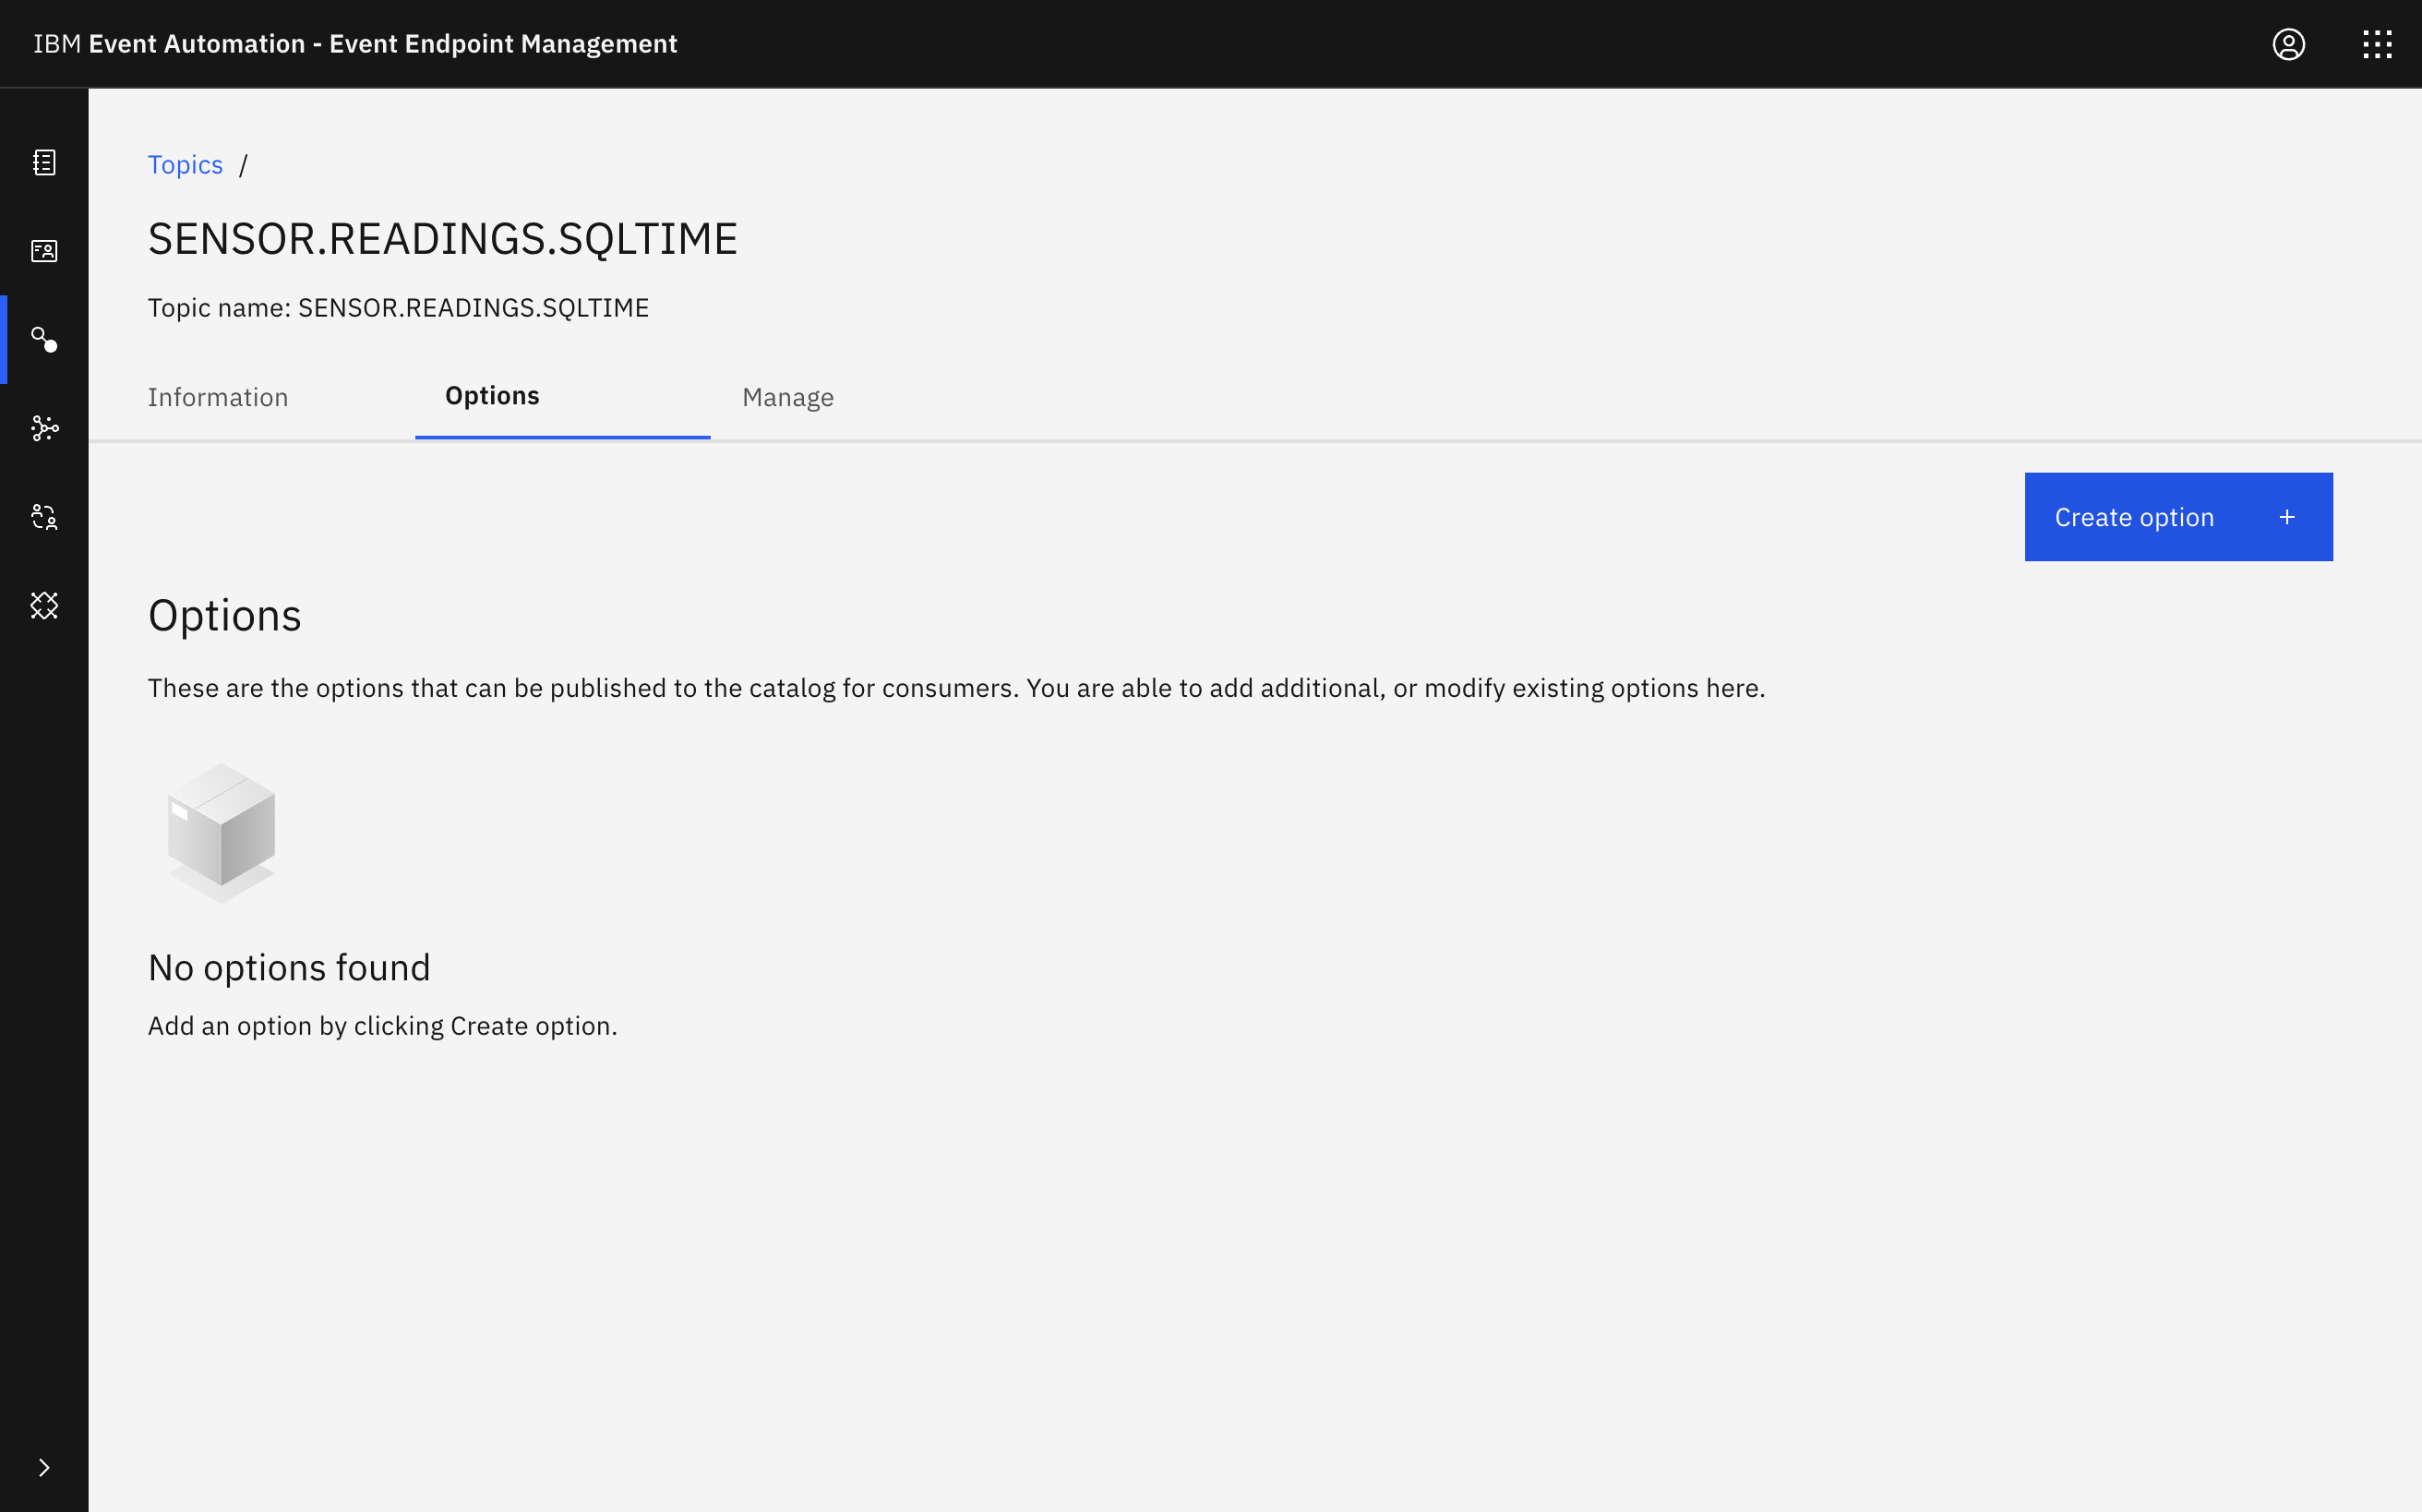 IBM Event Automation - Event Endpoint Management
Topics /
SENSOR.READINGS.SQLTIME
Topic name: SENSOR.READINGS.SQLTIME
Information Options Manage
Create option +
Options
These are the options that can be published to the catalog for consumers. You are able to add additional, or modify existing options here.
No options found
Add an option by clicking Create option.